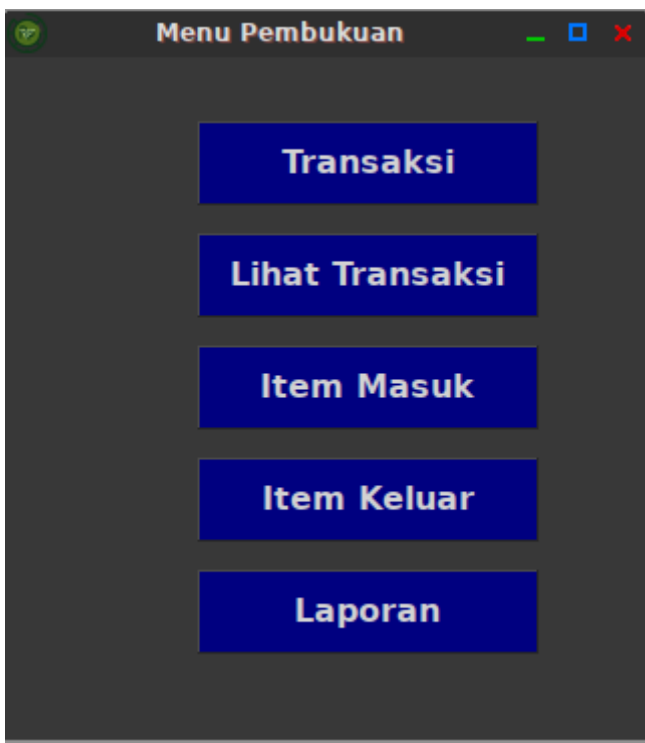 Menu Pembukuan
Transaksi
Lihat Transaksi
Item Masuk
Item Keluar
Laporan